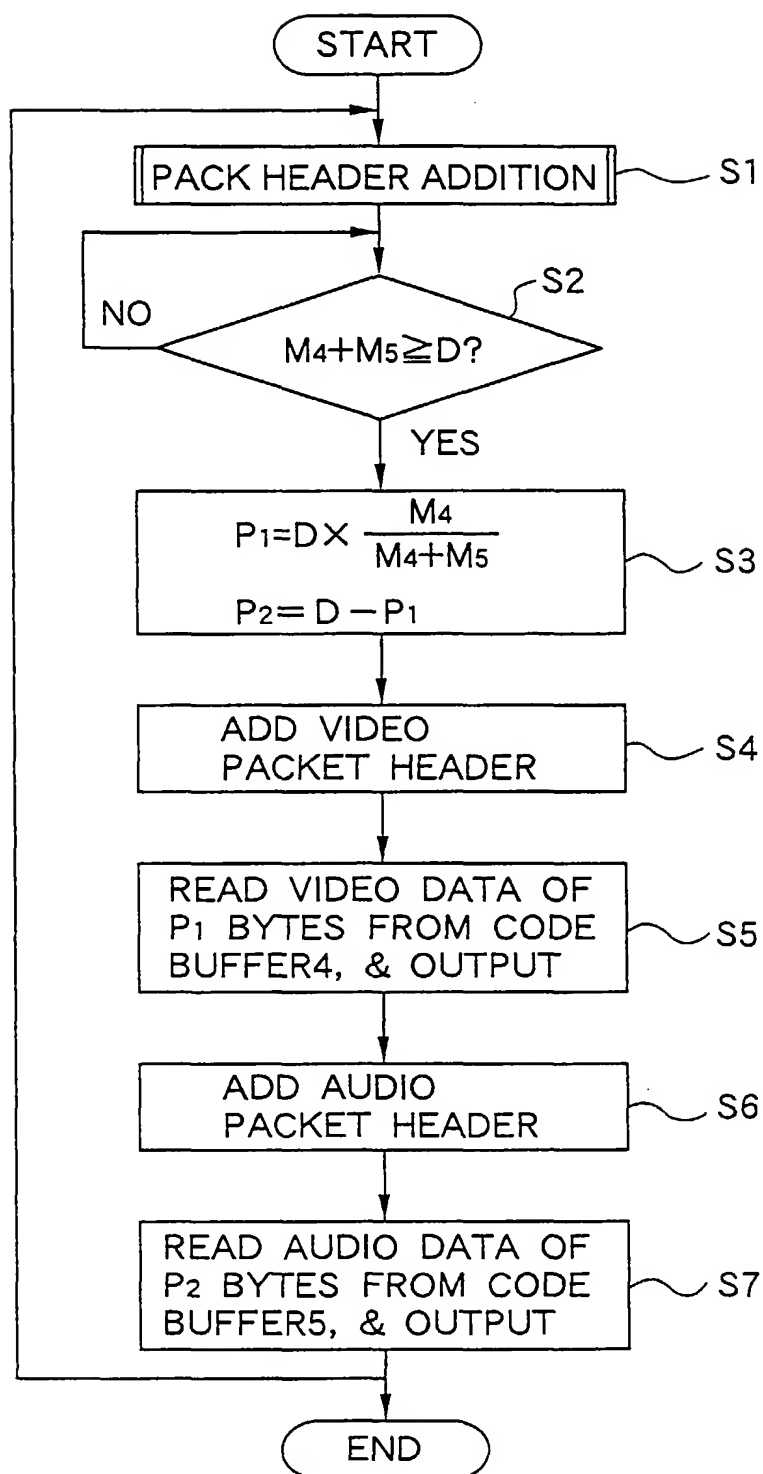 START
PACK HEADER ADDITION
S1
S2
NO
M4+M5≧D?
YES
P1=D× M4
M4+M5
S3
P2= D -P1
ADD VIDEO
PACKET HEADER
S4
READ VIDEO DATA OF
P1 BYTES FROM CODE
BUFFER4, & OUTPUT
S5
ADD AUDIO
PACKET HEADER
S6
READ AUDIO DATA OF
P2 BYTES FROM CODE
BUFFER5, & OUTPUT
S7
END